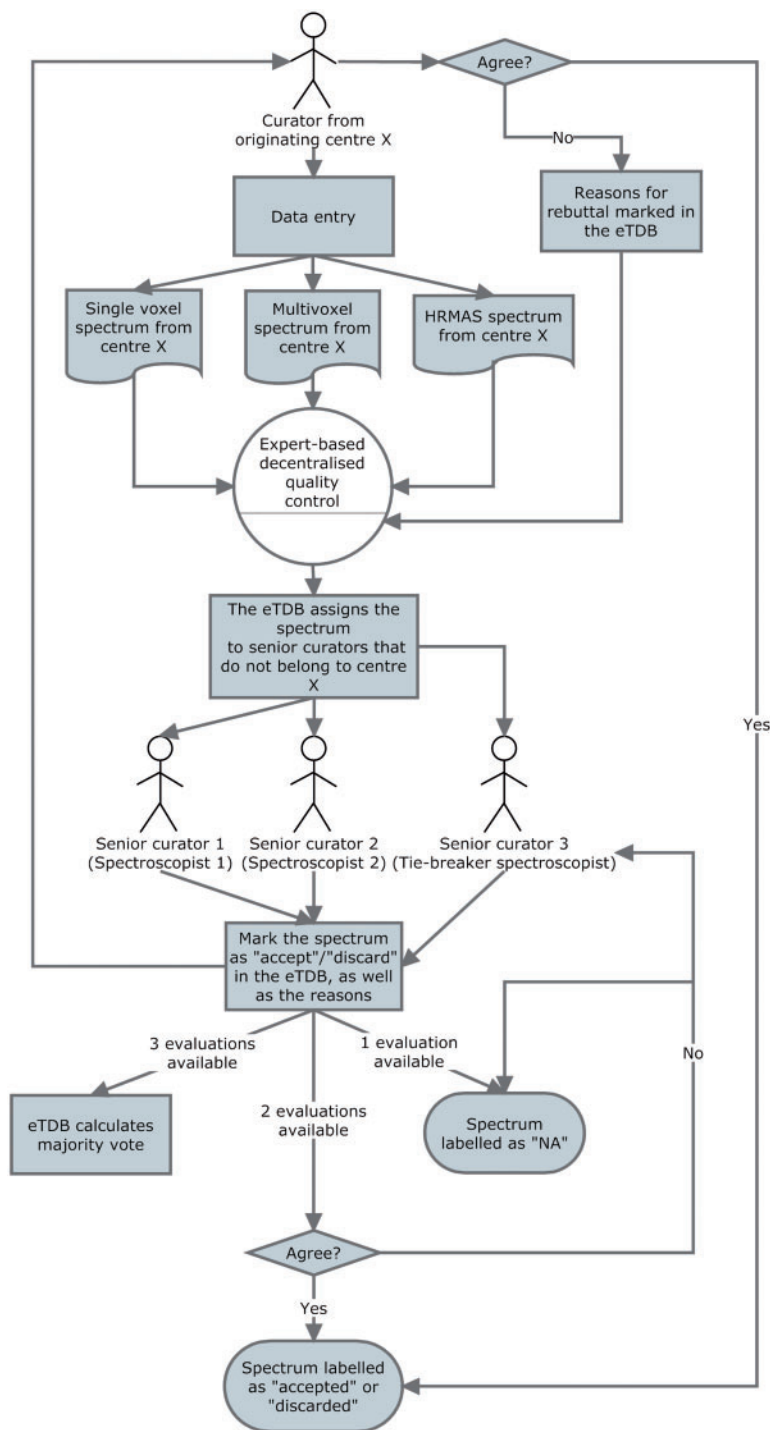 Agree?
Curator from
originating centre X
No
Data entry
Reasons for
rebuttal marked in
the eTDB
Single voxel
spectrum from
centre X
Multivoxel
spectrum from
centre X
HRMAS spectrum
from centre X
Expert-based
decentralised
quality
control
The eTDB assigns the
spectrum
to senior curators that
do not belong to centre
X
Yes
Senior curator 1
(Spectroscopist 1)
Senior curator 2
(Spectroscopist 2)
Senior curator 3
(Tie-breaker spectroscopist)
Mark the spectrum
as "accept"/"discard"
in the eTDB, as well
as the reasons
3 evaluations
available
1 evaluation
available
No
2 evaluations
available
eTDB calculates
majority vote
Spectrum
labelled as "NA"
Agree?
Yes
Spectrum labelled
as "accepted" or
"discarded"